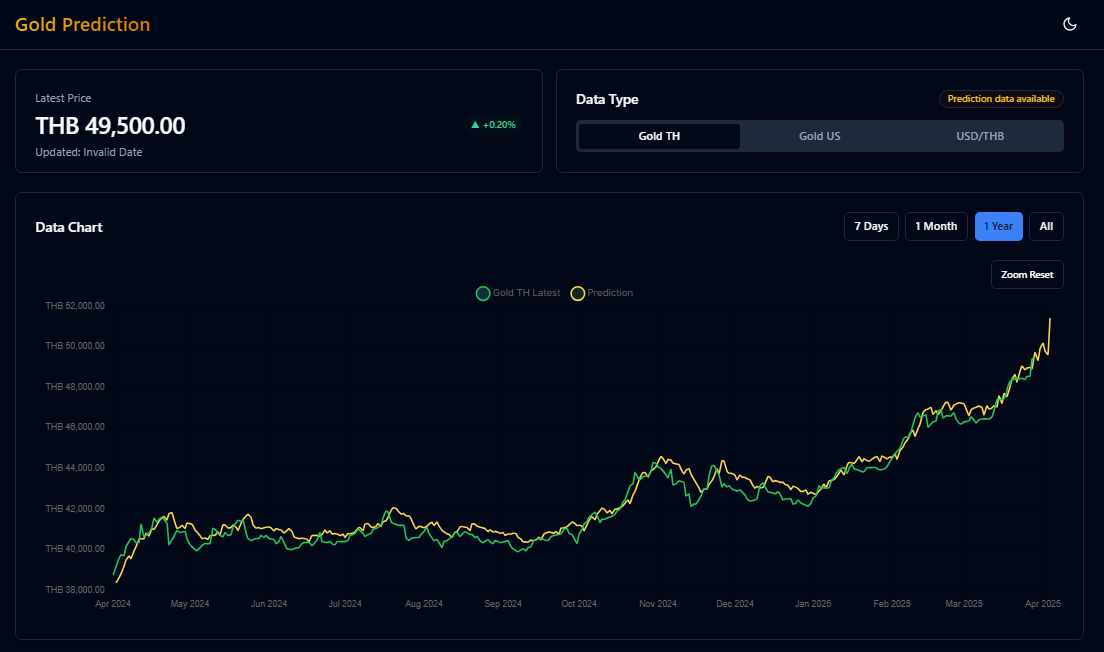 Gold Prediction
Latest Price
THB 49,500.00
▲ +0.20%
Updated: Invalid Date
Data Type
Prediction data available
Gold TH
Gold US
USD/THB
Data Chart
7 Days
1 Month
1 Year
All
Zoom Reset
Gold TH Latest
Prediction
THB 52,000.00
THB 50,000.00
THB 48,000.00
THB 46,000.00
THB 44,000.00
THB 42,000.00
THB 40,000.00
THB 38,000.00
Apr 2024
May 2024
Jun 2024
Jul 2024
Aug 2024
Sep 2024
Oct 2024
Nov 2024
Dec 2024
Jan 2025
Feb 2025
Mar 2025
Apr 2025